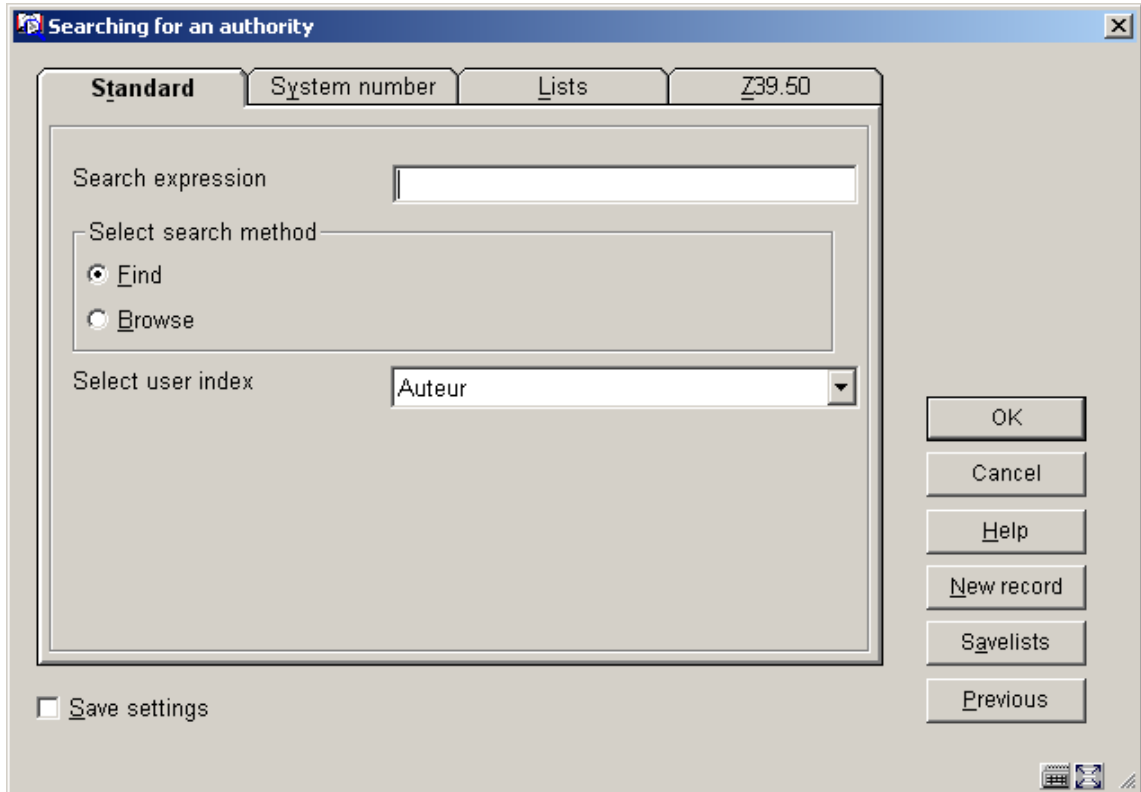 Searching for an authority
Standard
System number
Lists
Z39.50
Search expression
Select search method
Find
Browse
Select user index
Auteur
OK
Cancel
Help
New record
Savelists
Previous
Save settings